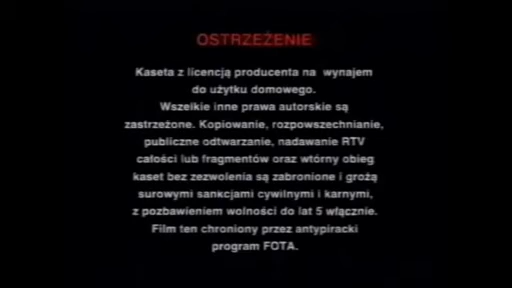 OSTRZEŻENIE
Kaseta z licencją producenta na wynajem
do użytku domowego.
Wszelkie inne prawa autorskie są
zastrzeżone. Kopiowanie, rozpowszechnianie,
publiczne odtwarzanie, nadawanie RTV
całości lub fragmentów oraz wtórny obieg
kaset bez zezwolenia są zabronione i grożą
surowymi sankcjami cywilnymi i karnymi,
z pozbawieniem wolności do lat 5 włącznie.
Film ten chroniony przez antypiracki
program FOTA.